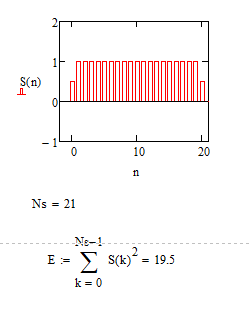 2
S(n)
1
0
−1
0
10
20
n
Ns = 21
E := Ns−1 ∑ k = 0 S(k)² = 19.5